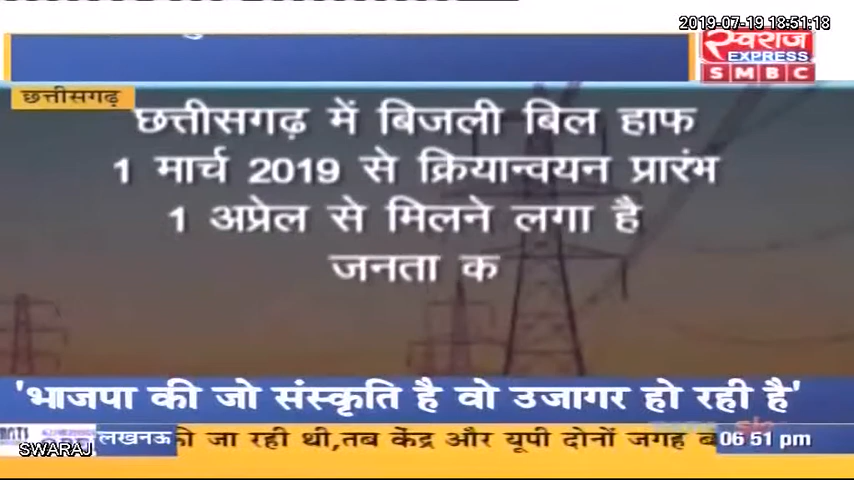 2019-07-19 18:51:18
स्वराज
EXPRESS
SMBC
छत्तीसगढ़
छत्तीसगढ़ में बिजली बिल हाफ
1 मार्च 2019 से क्रियान्वयन प्रारंभ
1 अप्रेल से मिलने लगा है
जनता क
'भाजपा की जो संस्कृति है वो उजागर हो रही है'
SWARAJ
लखनऊ
की जा रही थी,तब केंद्र और यूपी दोनों जगह ब
06:51 pm